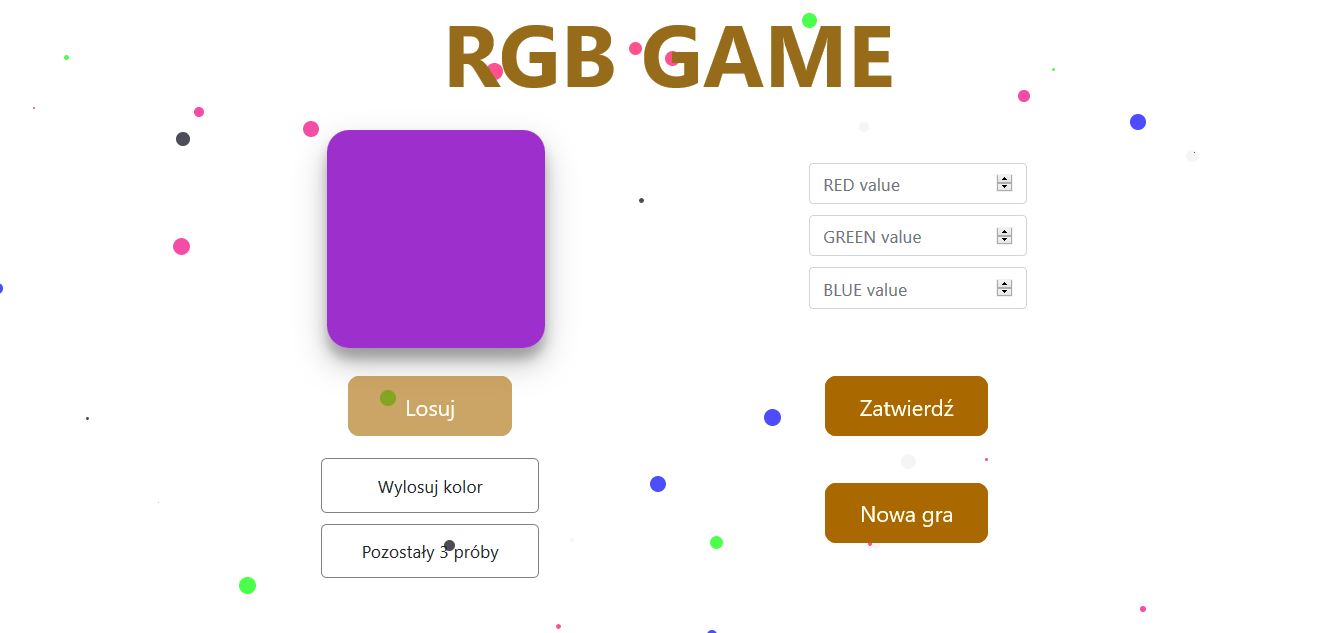 RGB GAME
RED value
GREEN value
BLUE value
Losuj
Zatwierdź
Wylosuj kolor
Nowa gra
Pozostały 3 próby